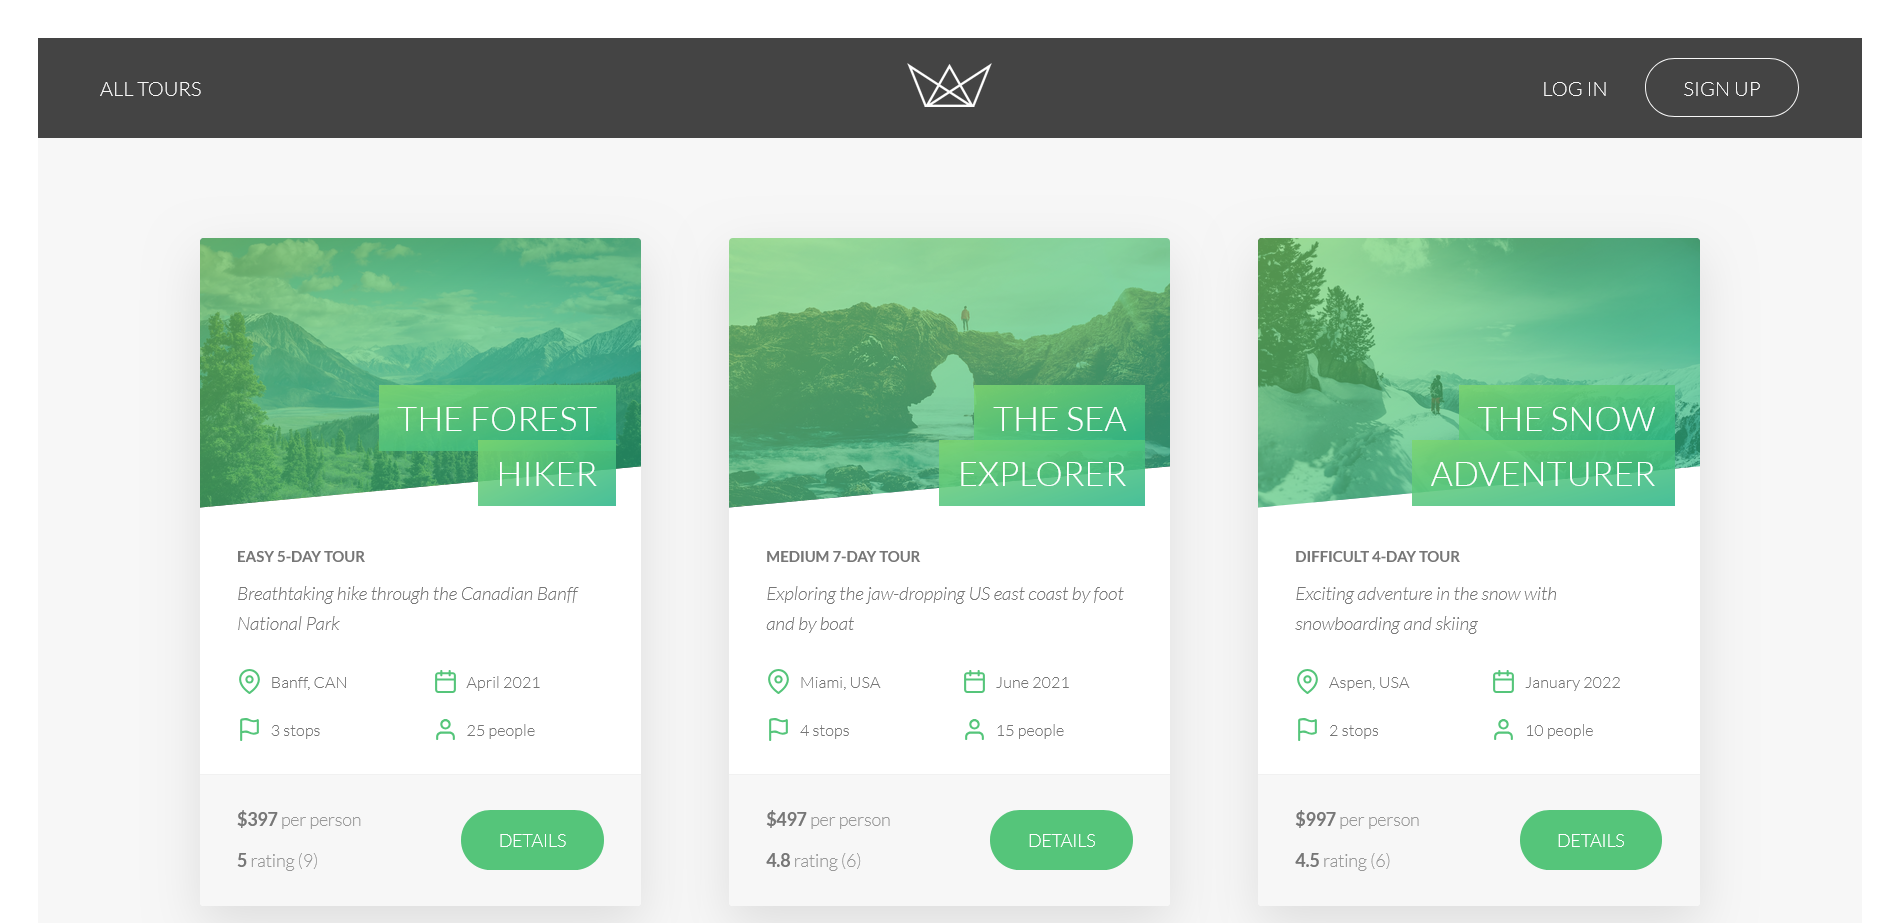 ALL TOURS
LOG IN
SIGN UP
THE FOREST
HIKER
EASY 5-DAY TOUR
Breathtaking hike through the Canadian Banff
National Park
Banff, CAN
April 2021
3 stops
25 people
$397 per person
5 rating (9)
DETAILS
THE SEA
EXPLORER
MEDIUM 7-DAY TOUR
Exploring the jaw-dropping US east coast by foot
and by boat
Miami, USA
June 2021
4 stops
15 people
$497 per person
4.8 rating (6)
DETAILS
THE SNOW
ADVENTURER
DIFFICULT 4-DAY TOUR
Exciting adventure in the snow with
snowboarding and skiing
Aspen, USA
January 2022
2 stops
10 people
$997 per person
4.5 rating (6)
DETAILS